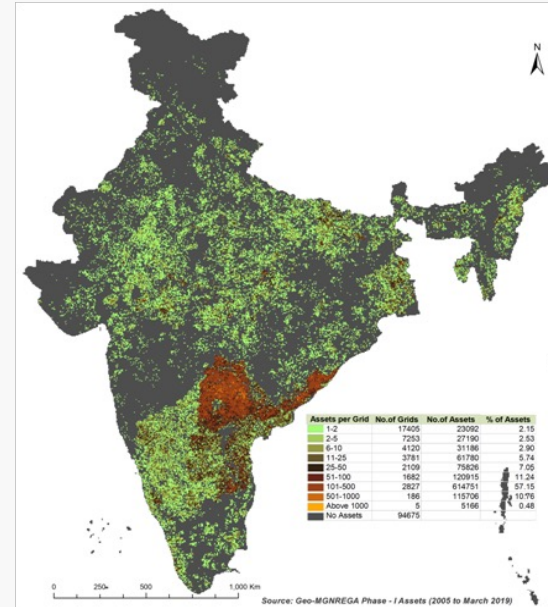 N
Assets per Grid No.of Grids No.of Assets % of Assets
1-2 17405 23092 2.15
2-5 7253 27190 2.53
6-10 4120 31186 2.90
11-25 3781 61780 5.74
25-50 2109 75826 7.05
51-100 1682 120915 11.24
101-500 2827 614751 57.15
501-1000 186 115706 10.76
Above 1000 5 5166 0.48
No Assets 94675
0 250 500 1,000 Km
Source: Geo-MGNREGA Phase - I Assets (2005 to March 2019)